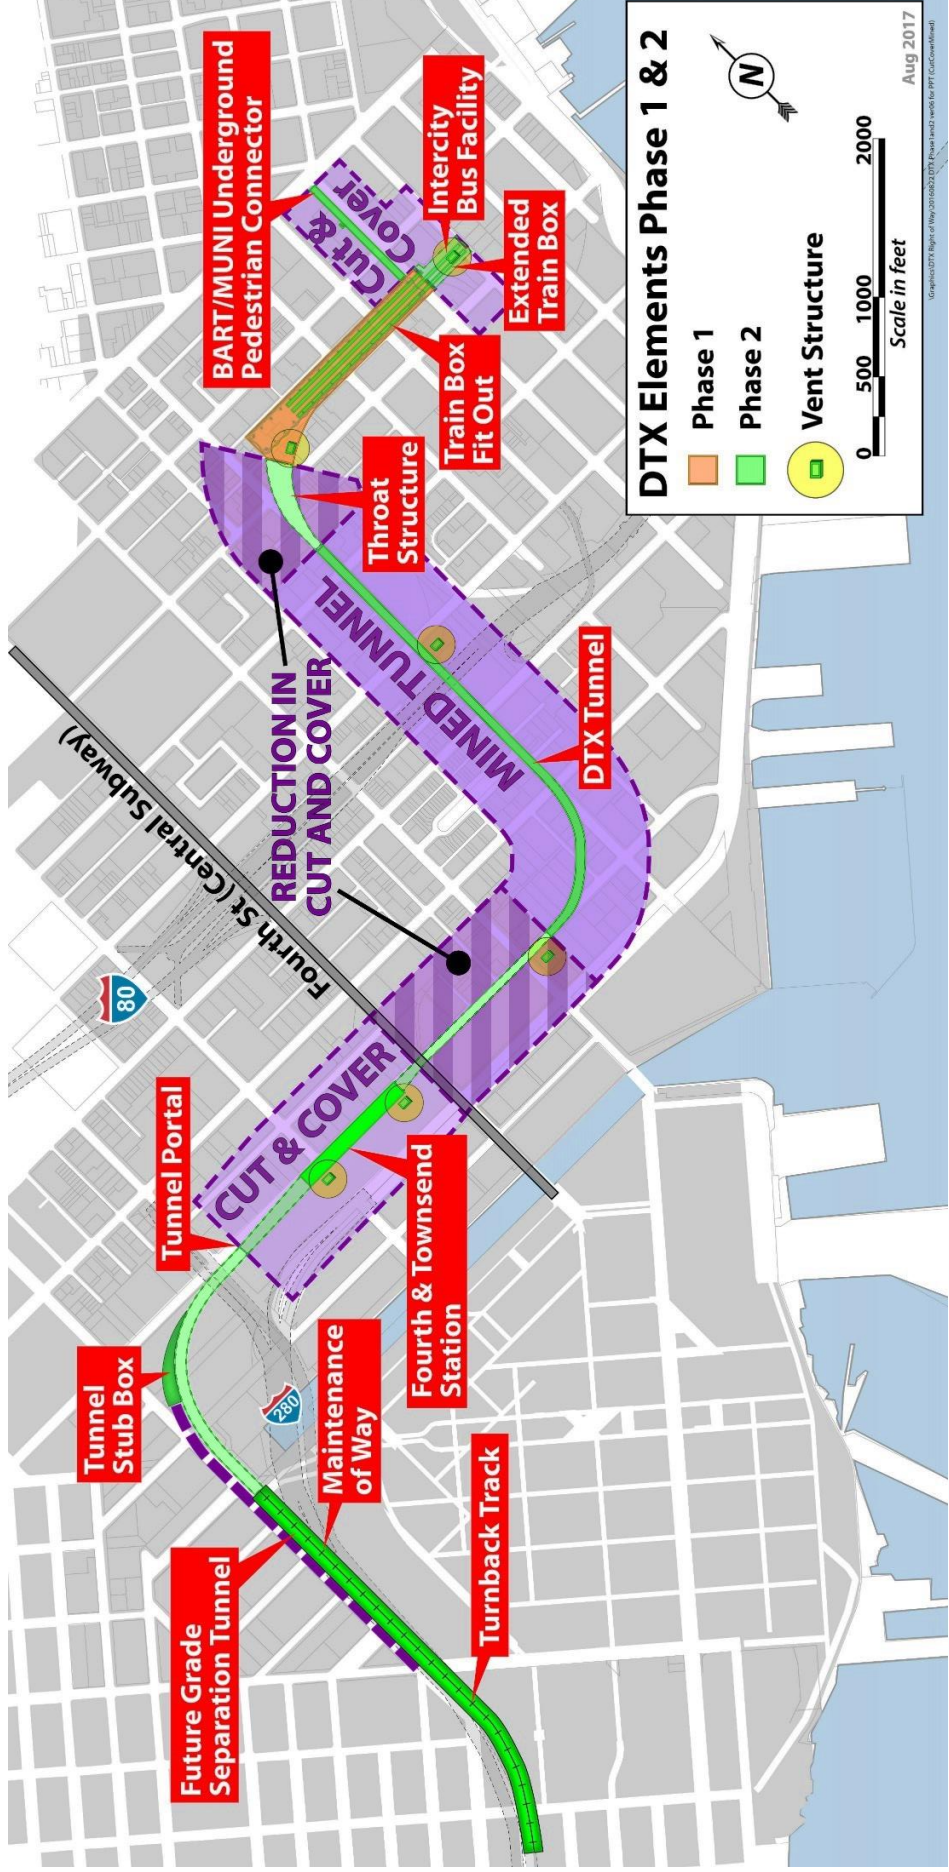 BART/MUNI Underground
Pedestrian Connector
Cut &
Cover
Intercity
Bus Facility
Extended
Train Box
Train Box
Fit Out
Throat
Structure
REDUCTION IN
CUT AND COVER
MINED TUNNEL
DTX Tunnel
Fourth St (Central Subway)
80
CUT & COVER
Tunnel Portal
Fourth & Townsend
Station
Tunnel
Stub Box
280
Maintenance
of Way
Future Grade
Separation Tunnel
Turnback Track
DTX Elements Phase 1 & 2
Phase 1
Phase 2
Vent Structure
N
0 500 1000 2000
Scale in feet
Aug 2017